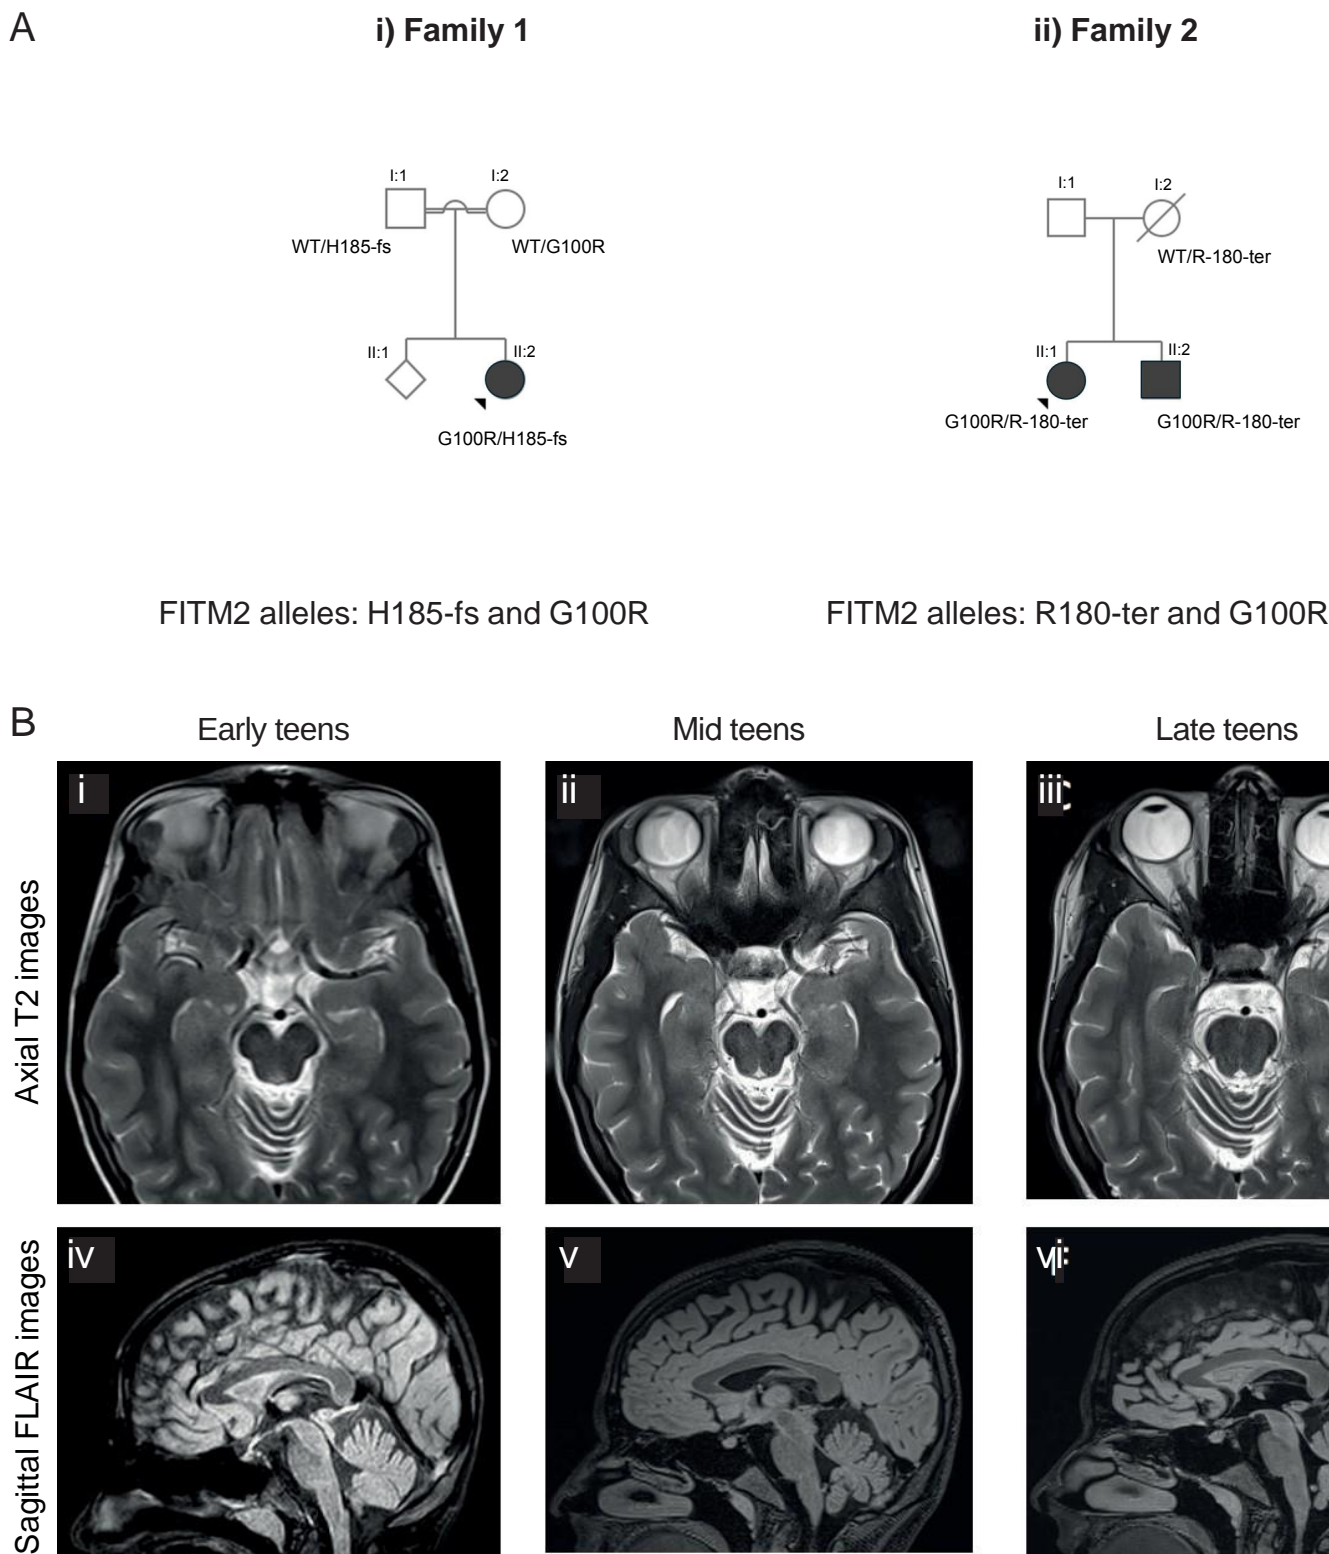 A
i) Family 1
ii) Family 2
I:1
I:2
WT/H185-fs
WT/G100R
II:1
II:2
G100R/H185-fs
I:1
I:2
WT/R-180-ter
II:1
II:2
G100R/R-180-ter
G100R/R-180-ter
FITM2 alleles: H185-fs and G100R
FITM2 alleles: R180-ter and G100R
B
Early teens
Mid teens
Late teens
Axial T2 images
i
ii
iii
Sagittal FLAIR images
iv
v
vi